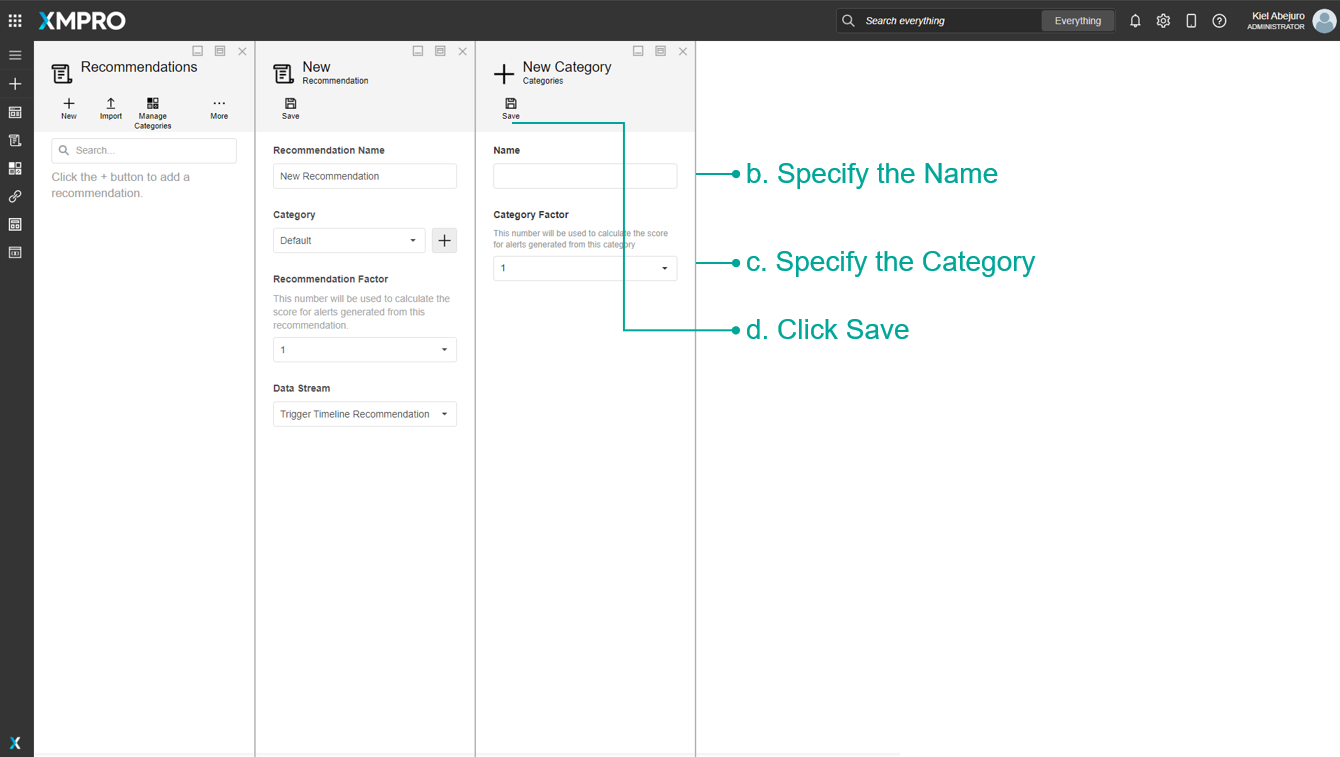 XMPRO
Search everything
Everything
Kiel Abejuro
ADMINISTRATOR
Recommendations
New
Import
Manage
Categories
More
Search...
Click the + button to add a
recommendation.
New
Recommendation
Save
Recommendation Name
New Recommendation
Category
Default
Recommendation Factor
This number will be used to calculate the
score for alerts generated from this
recommendation.
1
Data Stream
Trigger Timeline Recommendation
New Category
Categories
Save
Name
Category Factor
This number will be used to calculate the score
for alerts generated from this category
1
b. Specify the Name
c. Specify the Category
d. Click Save
X